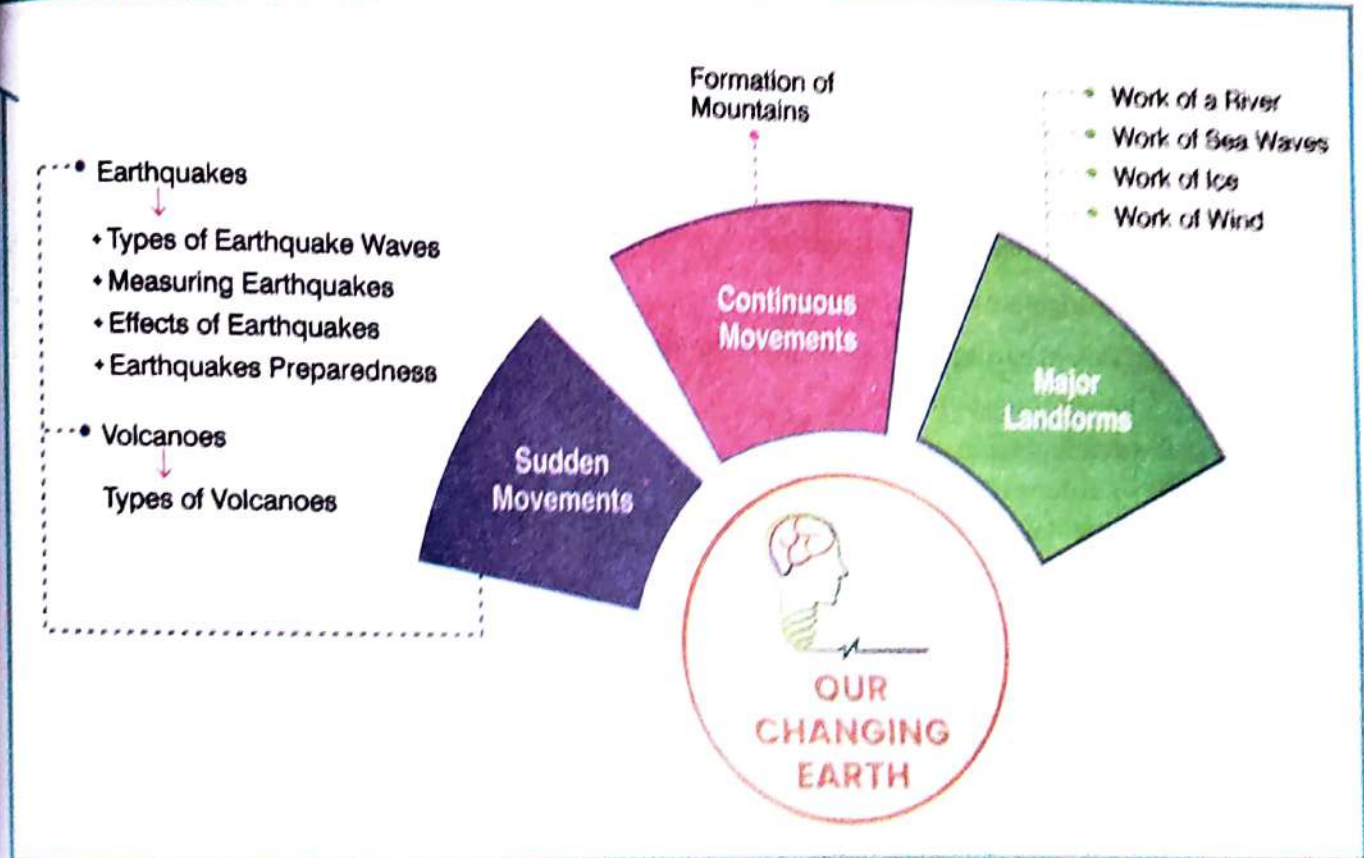 Formation of
Mountains
Work of a River
Work of Sea Waves
Work of Ice
Work of Wind
Earthquakes
Types of Earthquake Waves
Measuring Earthquakes
Effects of Earthquakes
Earthquakes Preparedness
Volcanoes
Types of Volcanoes
Continuous
Movements
Major
Landforms
Sudden
Movements
OUR
CHANGING
EARTH